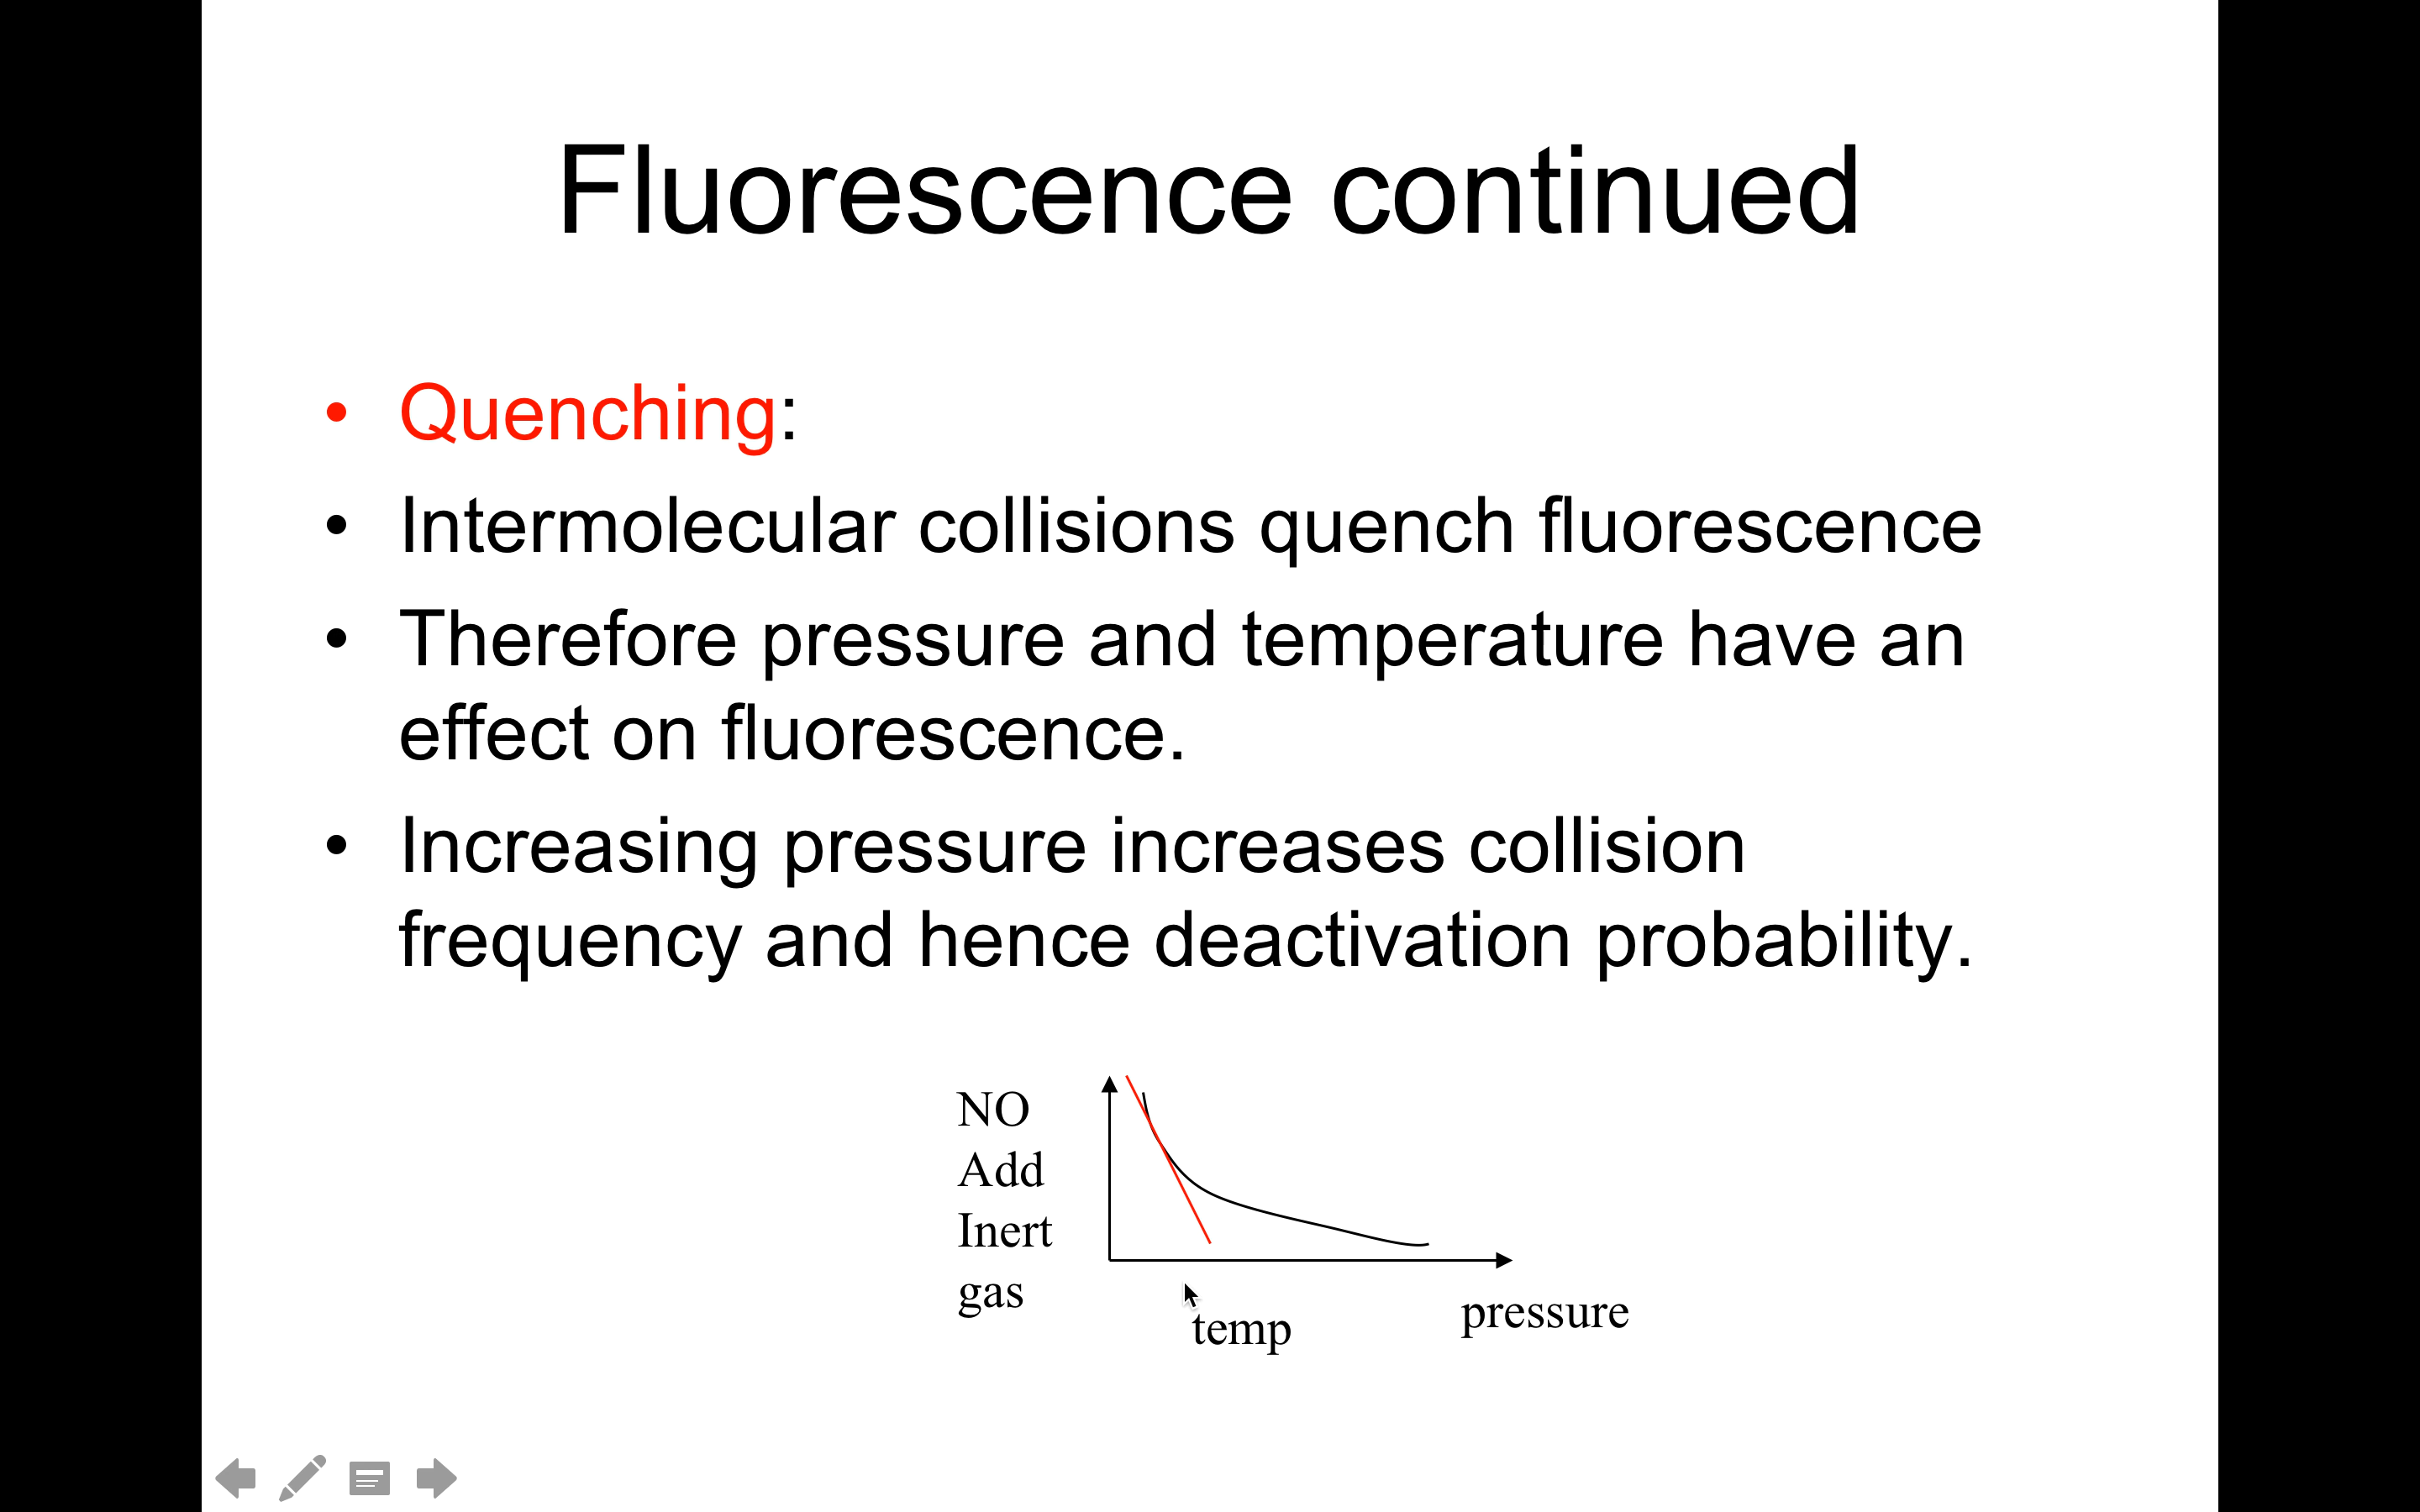 Fluorescence continued
• Quenching:
• Intermolecular collisions quench fluorescence
• Therefore pressure and temperature have an
effect on fluorescence.
• Increasing pressure increases collision
frequency and hence deactivation probability.
NO
Add
Inert
gas
temp
pressure